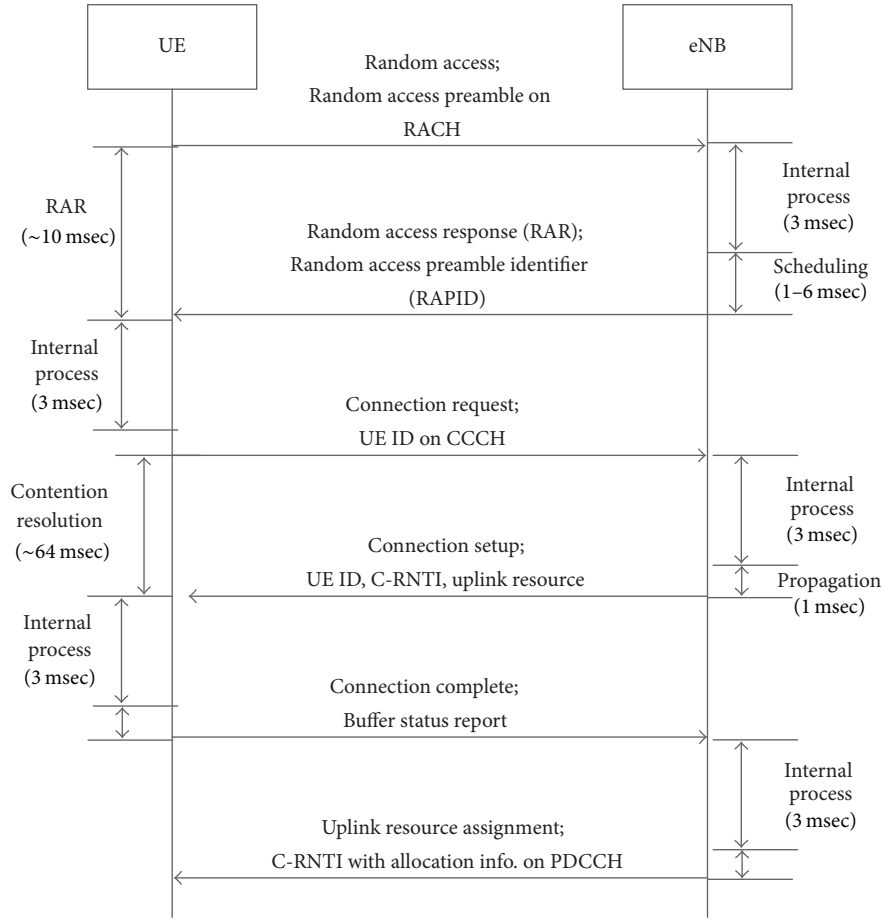 UE
eNB
Random access;
Random access preamble on
RACH
Internal
process
(3 msec)
RAR
(~10 msec)
Random access response (RAR);
Random access preamble identifier
(RAPID)
Scheduling
(1–6 msec)
Internal
process
(3 msec)
Connection request;
UE ID on CCCH
Contention
resolution
(~64 msec)
Internal
process
(3 msec)
Connection setup;
UE ID, C-RNTI, uplink resource
Propagation
(1 msec)
Internal
process
(3 msec)
Connection complete;
Buffer status report
Internal
process
(3 msec)
Uplink resource assignment;
C-RNTI with allocation info. on PDCCH